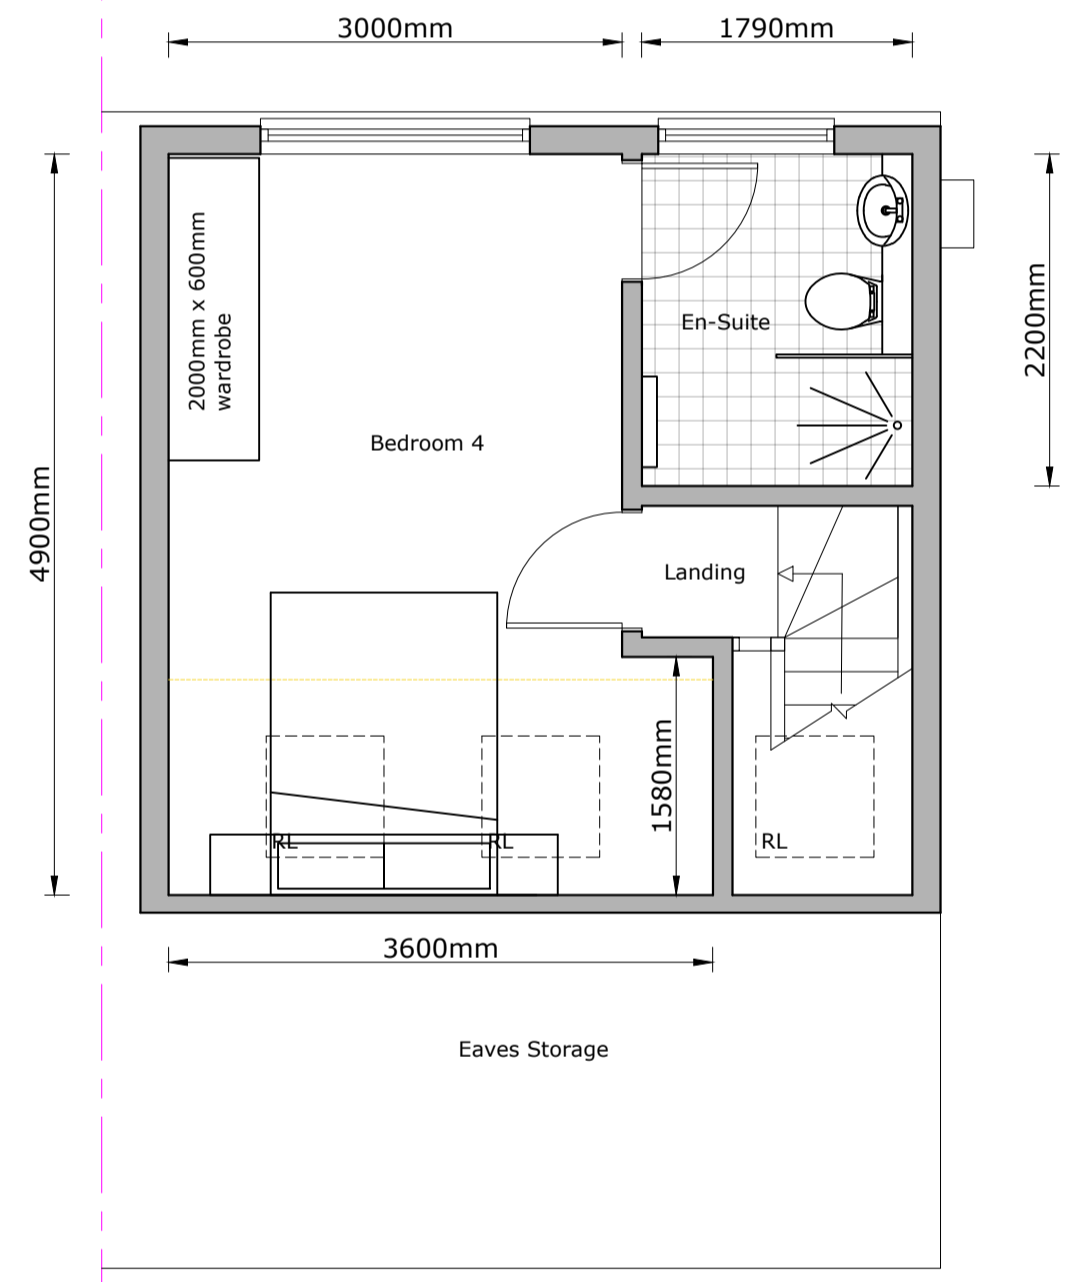 3000mm
1790mm
2000mm x 600mm
wardrobe
En-Suite
2200mm
Bedroom 4
4900mm
Landing
1580mm
RL
RL
RL
3600mm
Eaves Storage